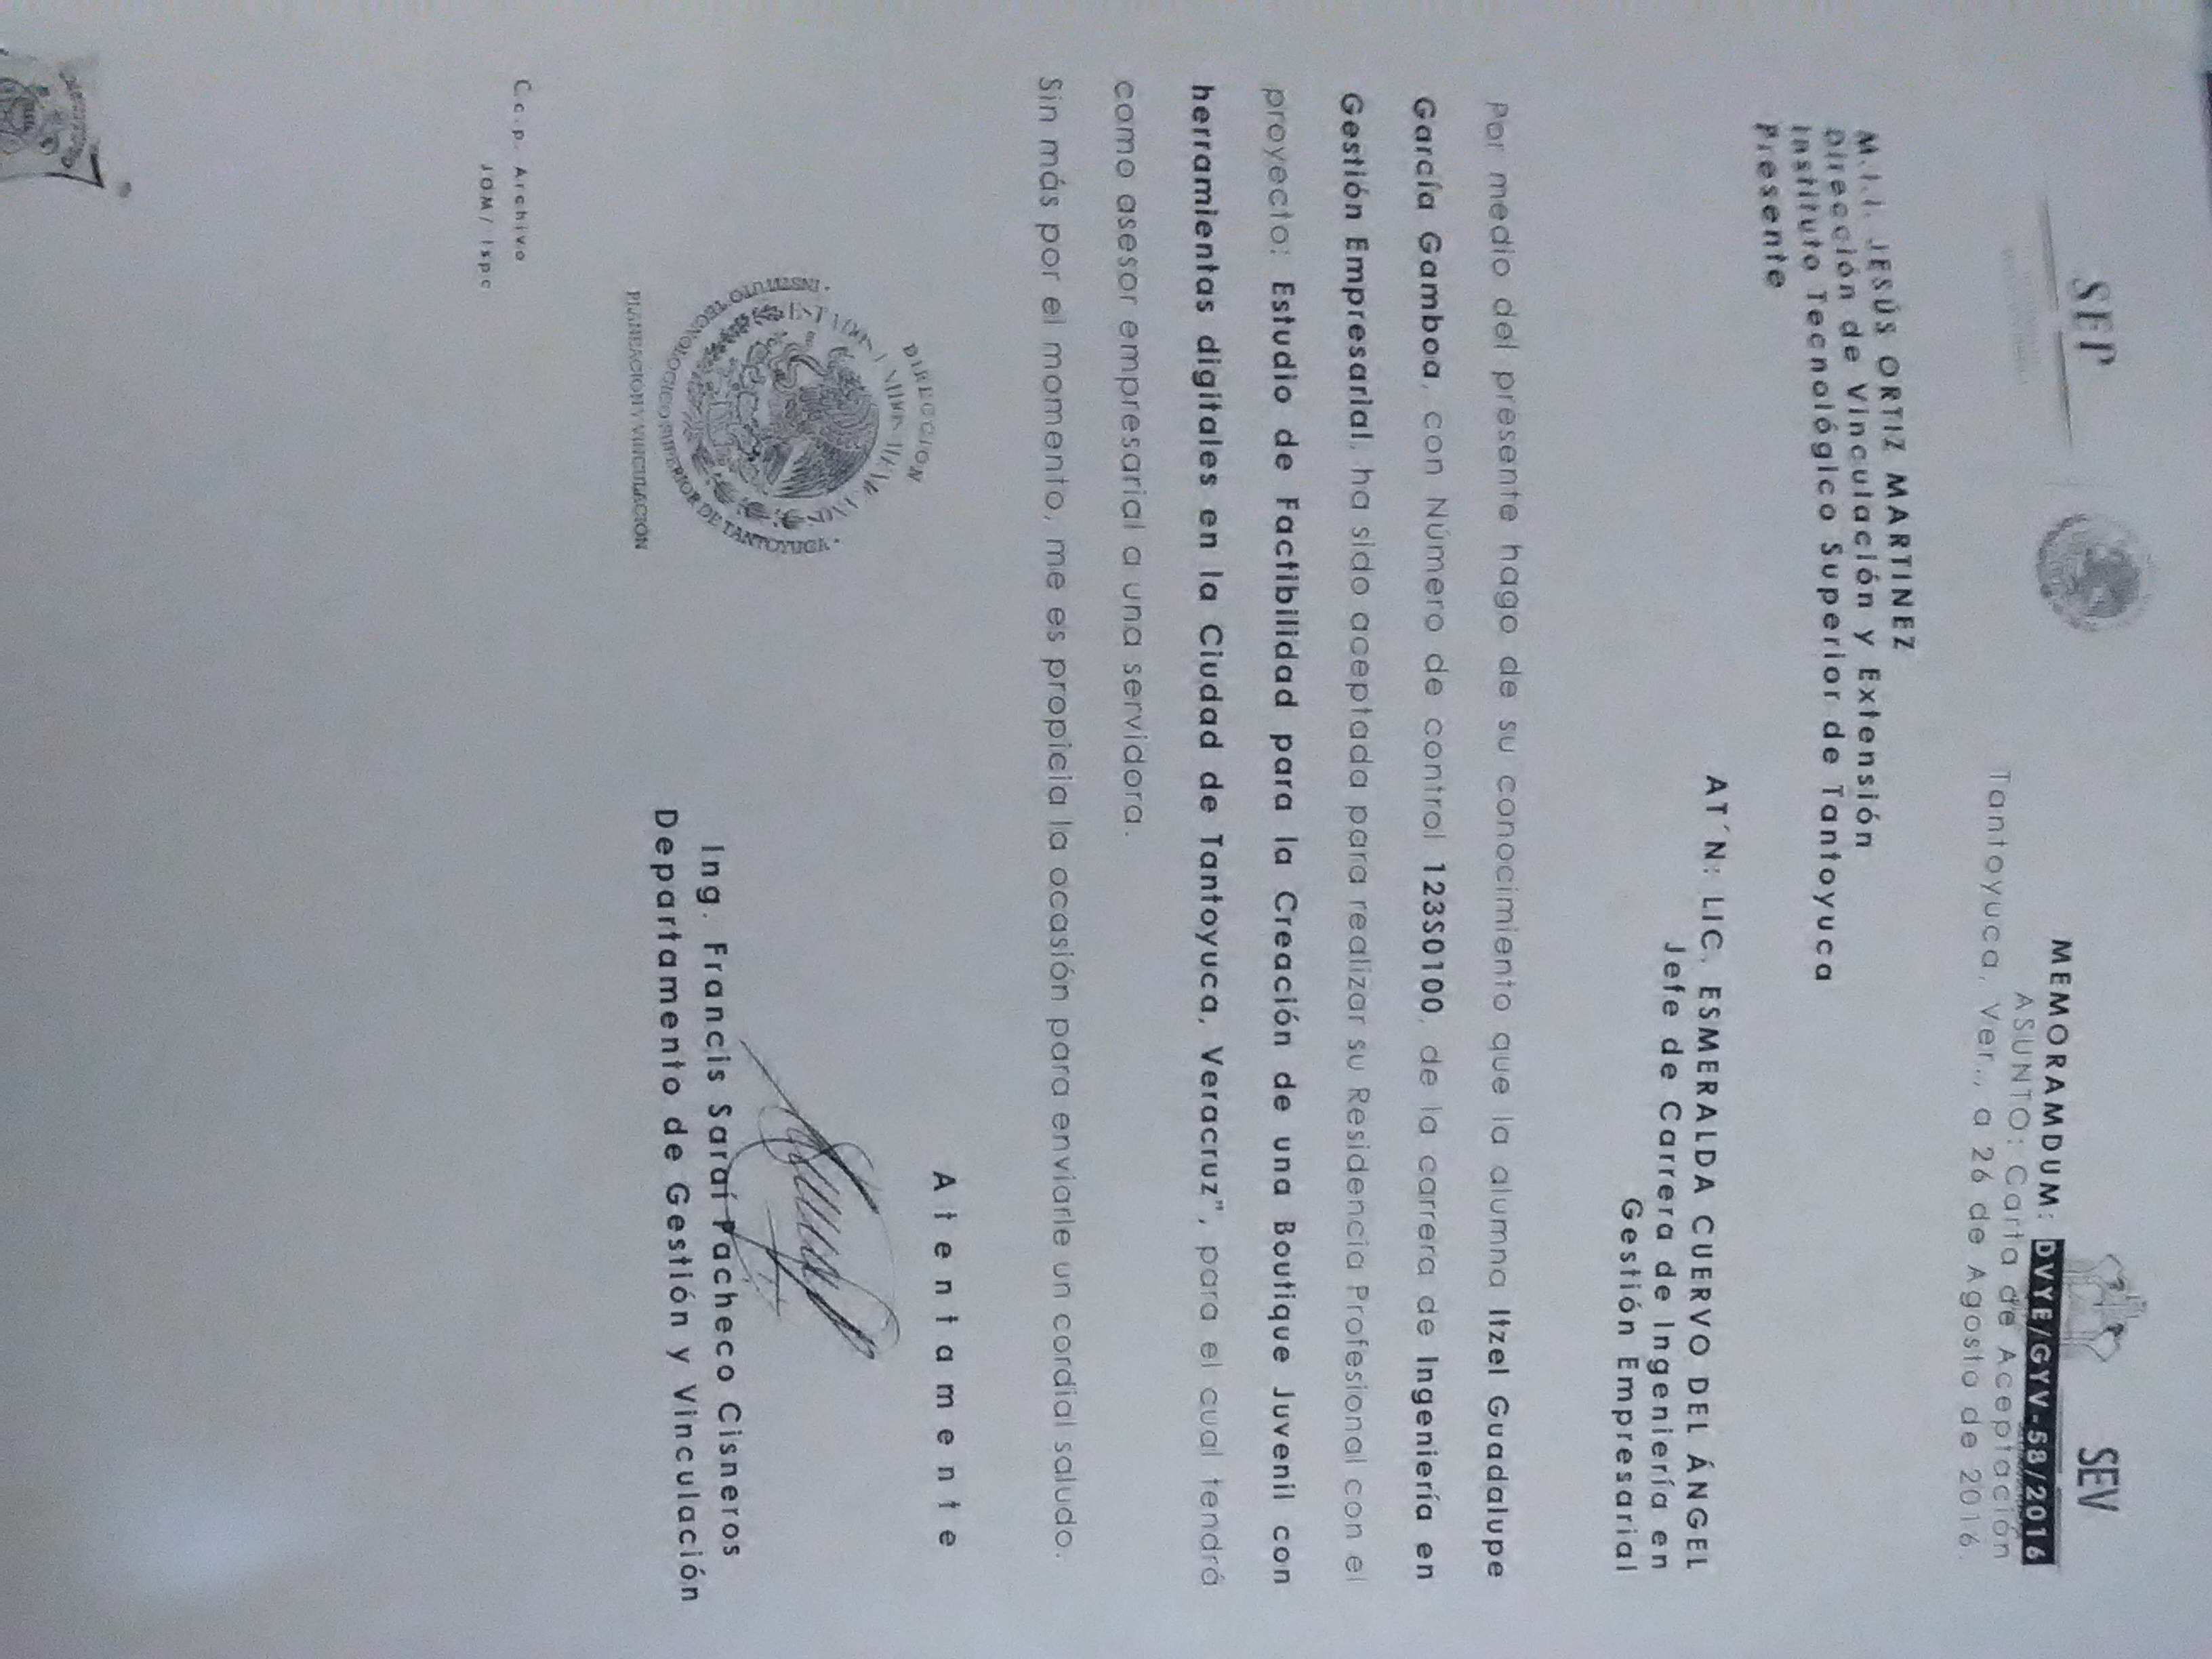 SEP
SEV
MEMORAMDUM: DVYE/GYV-58/2016
ASUNTO: Carta de Aceptación
Tantoyuca, Ver., a 26 de Agosto de 2016.
M.I.I. JESÚS ORTIZ MARTINEZ
Dirección de Vinculación y Extensión
Instituto Tecnológico Superior de Tantoyuca
Presente
AT´N: LIC. ESMERALDA CUERVO DEL ÁNGEL
Jefe de Carrera de Ingeniería en
Gestión Empresarial
Por medio del presente hago de su conocimiento que la alumna Itzel Guadalupe
García Gamboa, con Número de control 123S0100, de la carrera de Ingeniería en
Gestión Empresarial, ha sido aceptada para realizar su Residencia Profesional con el
proyecto: Estudio de Factibilidad para la Creación de una Boutique Juvenil con
herramientas digitales en la Ciudad de Tantoyuca, Veracruz", para el cual tendrá
como asesor empresarial a una servidora.
Sin más por el momento, me es propicia la ocasión para enviarle un cordial saludo.
Atentamente
DIRECCION
ESTADOS UNIDOS MEXICANOS
INSTITUTO TECNOLOGICO SUPERIOR DE TANTOYUCA
PLANEACION Y VINCULACIÓN
Ing. Francis Saraí Pacheco Cisneros
Departamento de Gestión y Vinculación
C.c.p. Archivo
JOM/ fspc